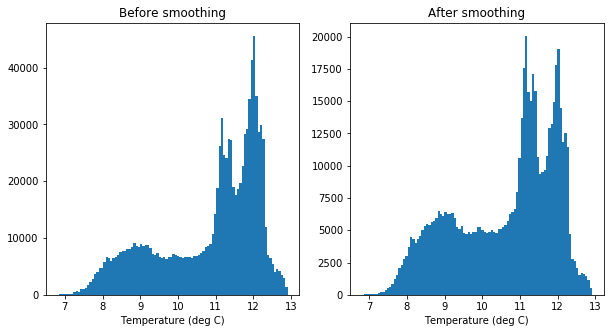 Before smoothing
After smoothing
40000
30000
20000
10000
0
7 8 9 10 11 12 13
Temperature (deg C)
20000
17500
15000
12500
10000
7500
5000
2500
0
7 8 9 10 11 12 13
Temperature (deg C)